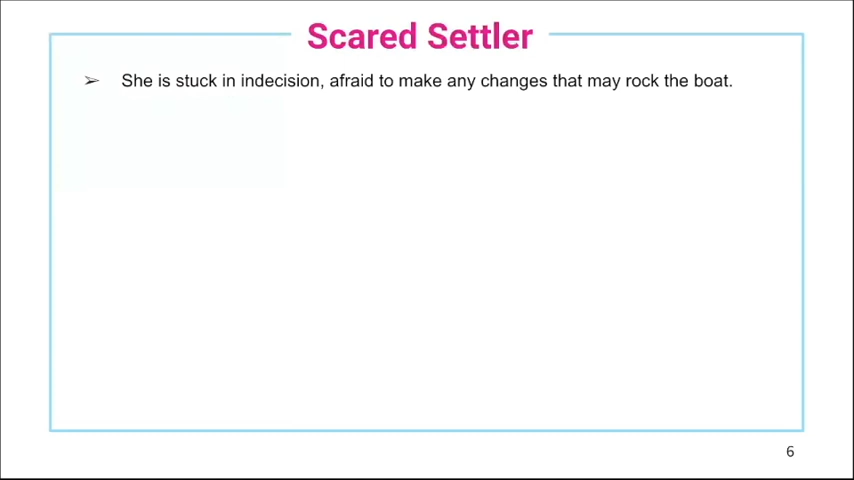 Scared Settler
➢ She is stuck in indecision, afraid to make any changes that may rock the boat.
6